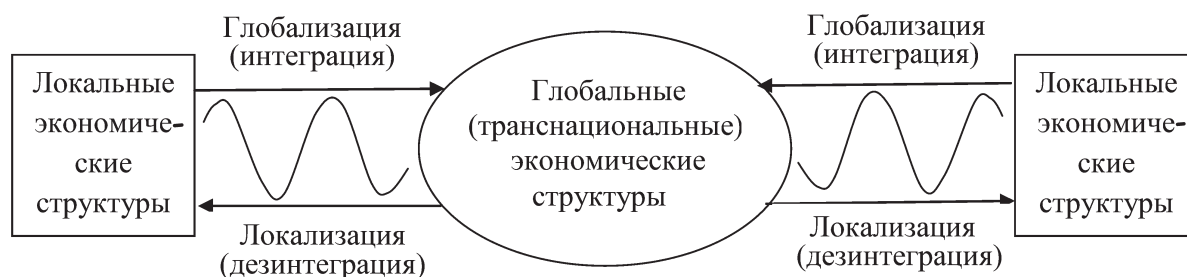 Локальные
экономиче-
ские
структуры
Глобализация
(интеграция)
Локализация
(дезинтеграция)
Глобальные
(транснациональные)
экономические
структуры
Глобализация
(интеграция)
Локализация
(дезинтеграция)
Локальные
экономиче-
ские
структуры